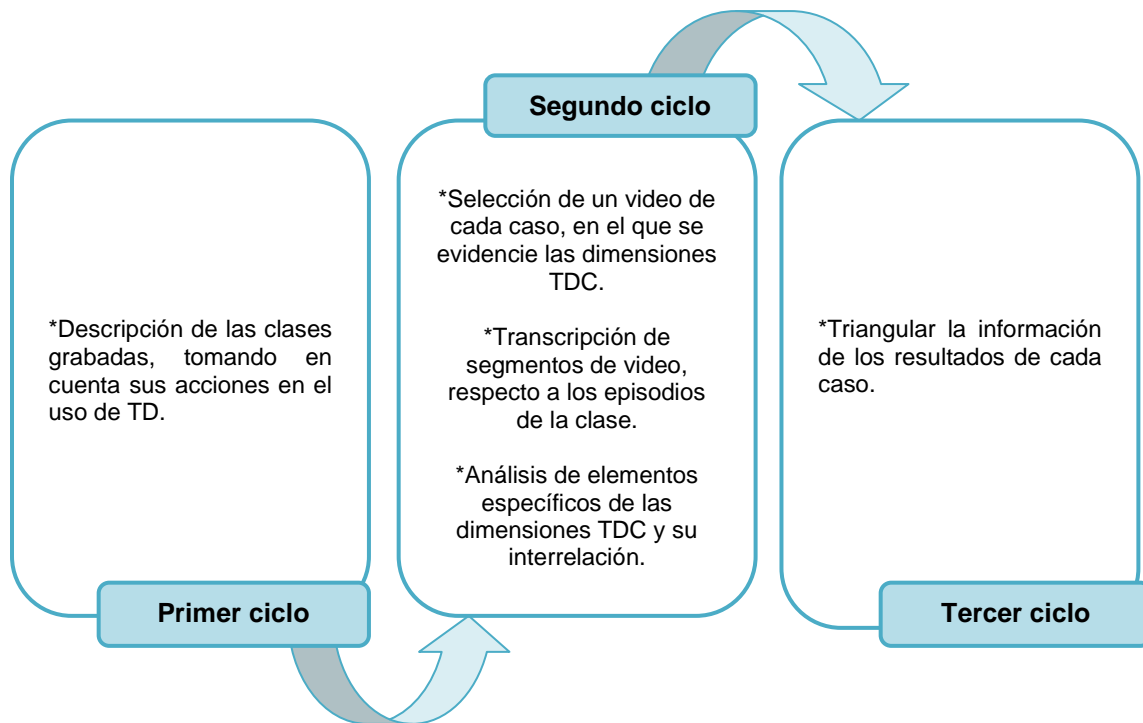 *Descripción de las clases
grabadas, tomando en
cuenta sus acciones en el
uso de TD.
Primer ciclo
Segundo ciclo
*Selección de un video de
cada caso, en el que se
evidencie las dimensiones
TDC.
*Transcripción de
segmentos de video,
respecto a los episodios
de la clase.
*Análisis de elementos
específicos de las
dimensiones TDC y su
interrelación.
*Triangular la información
de los resultados de cada
caso.
Tercer ciclo